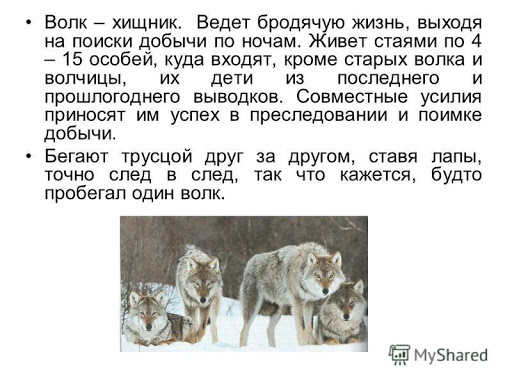 • Волк – хищник. Ведет бродячую жизнь, выходя
на поиски добычи по ночам. Живет стаями по 4
– 15 особей, куда входят, кроме старых волка и
волчицы, их дети из последнего и
прошлогоднего выводков. Совместные усилия
приносят им успех в преследовании и поимке
добычи.
• Бегают трусцой друг за другом, ставя лапы,
точно след в след, так что кажется, будто
пробегал один волк.
MyShared